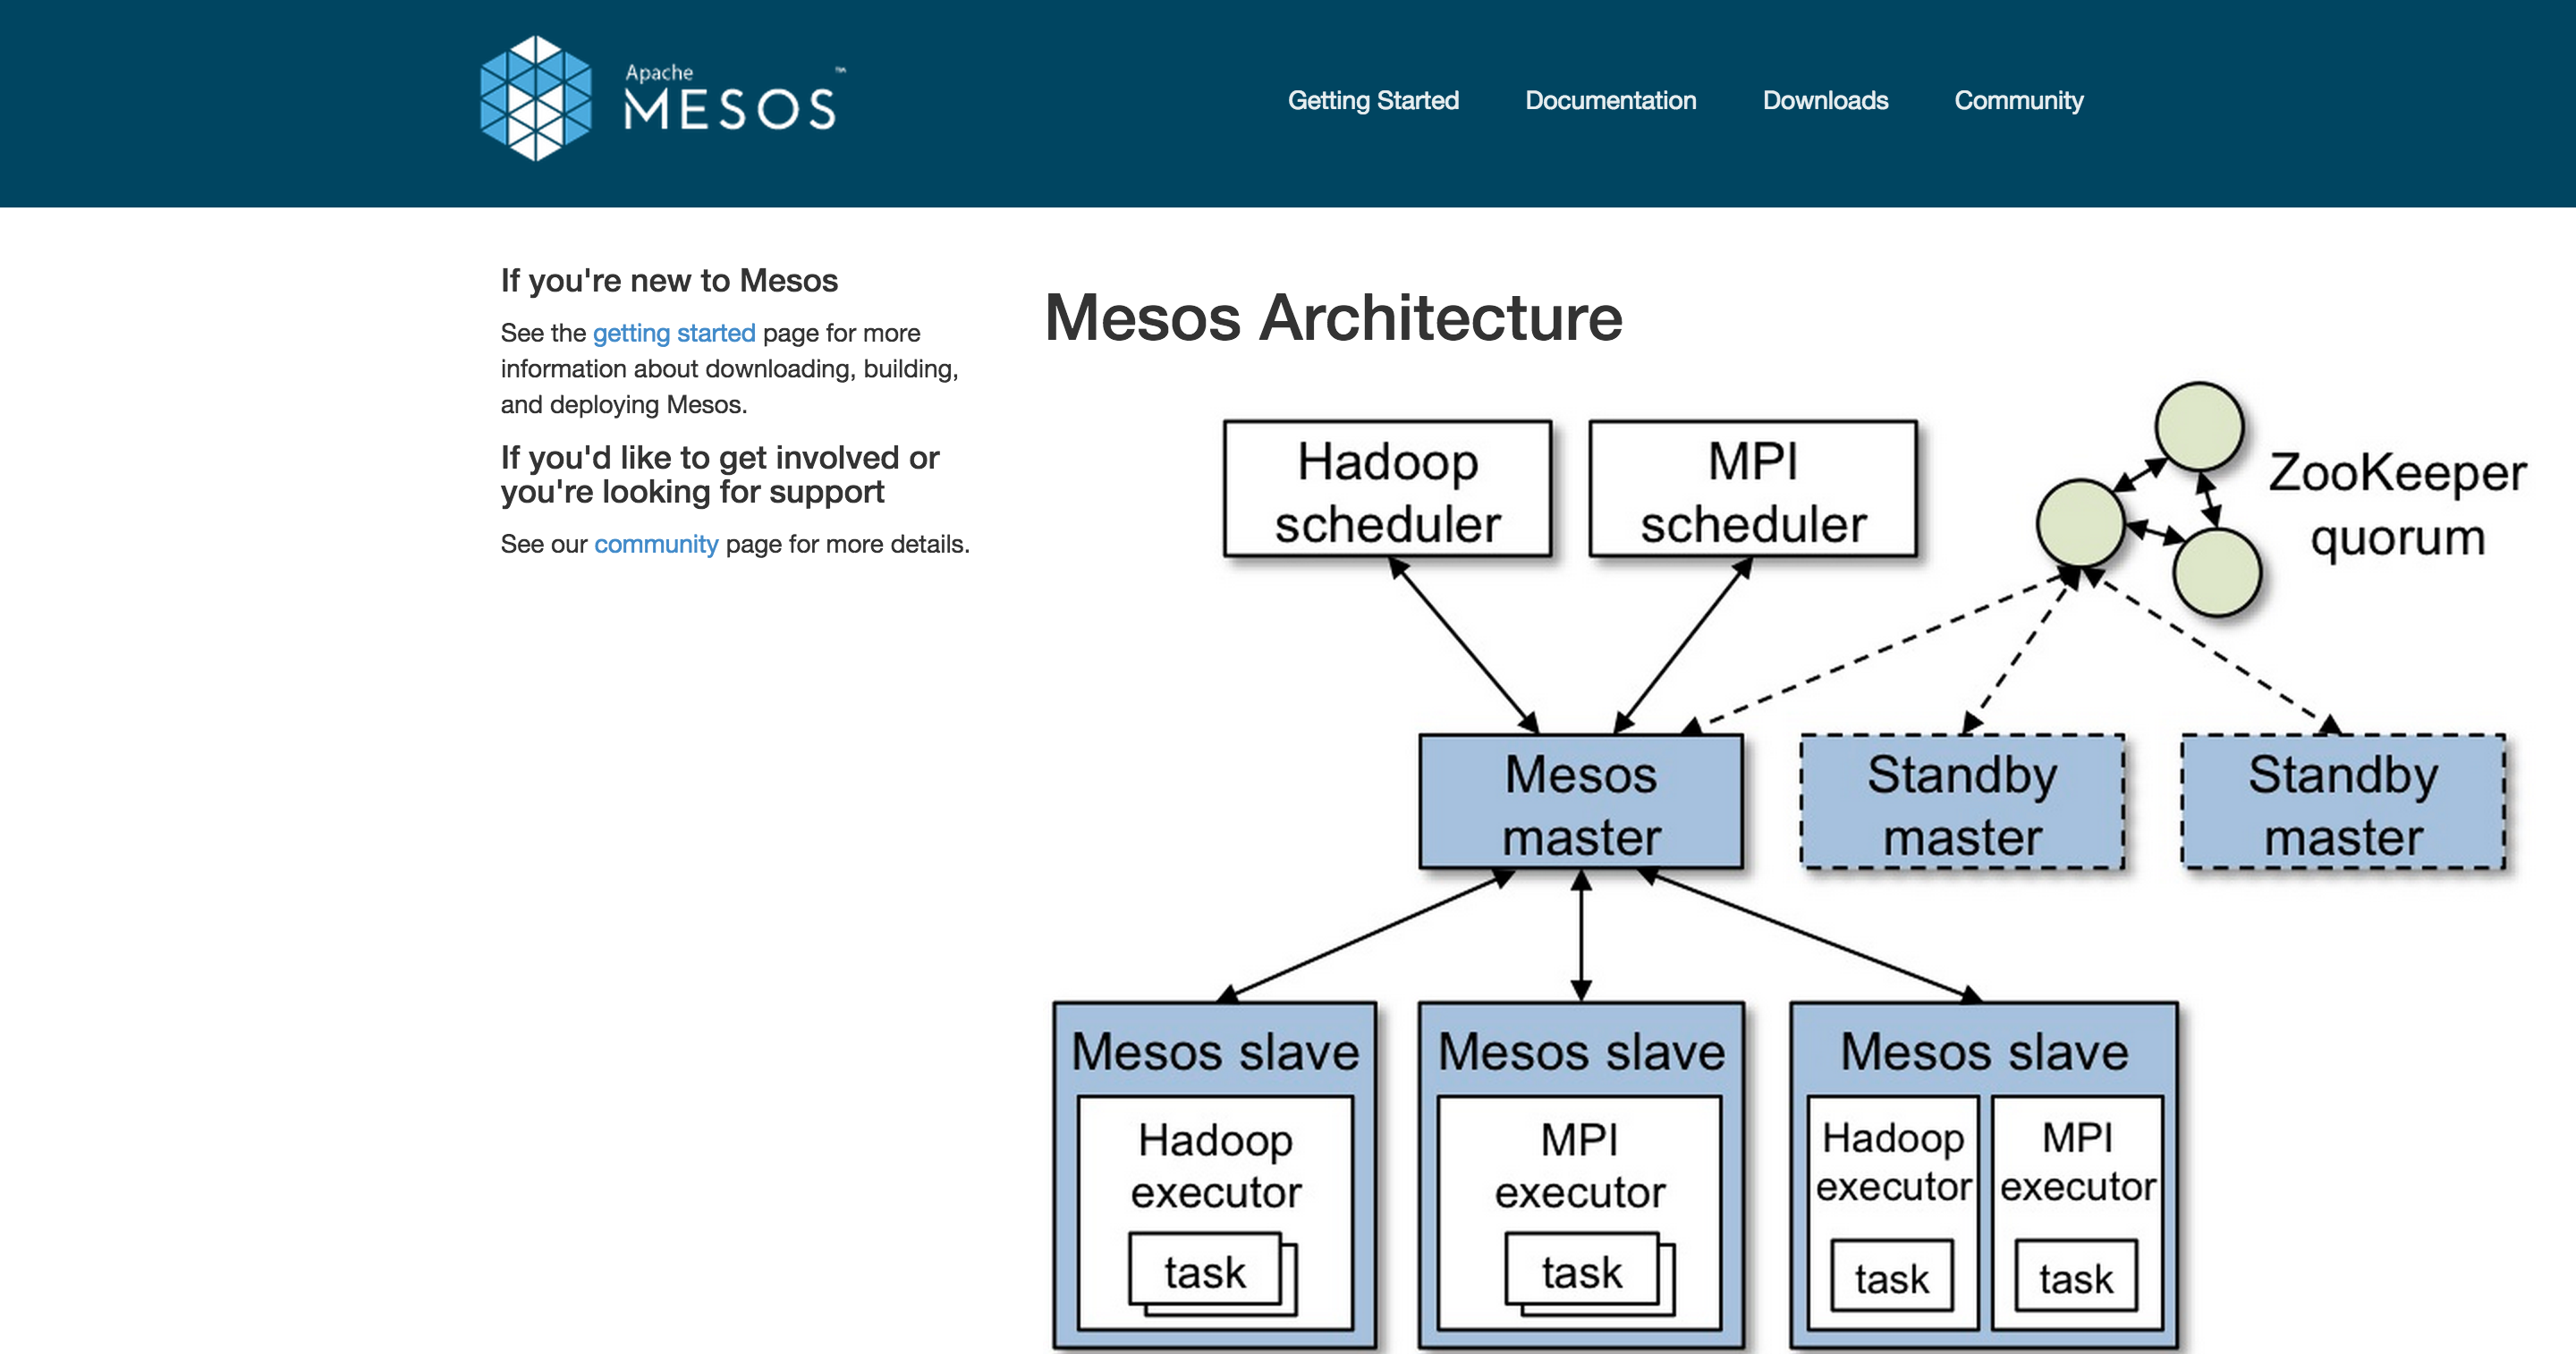 Apache
MESOS™
Getting Started
Documentation
Downloads
Community
If you're new to Mesos
See the getting started page for more
information about downloading, building,
and deploying Mesos.
If you'd like to get involved or
you're looking for support
See our community page for more details.
Mesos Architecture
Hadoop
scheduler
MPI
scheduler
ZooKeeper
quorum
Mesos
master
Standby
master
Standby
master
Mesos slave
Hadoop
executor
task
Mesos slave
MPI
executor
task
Mesos slave
Hadoop
executor
task
MPI
executor
task